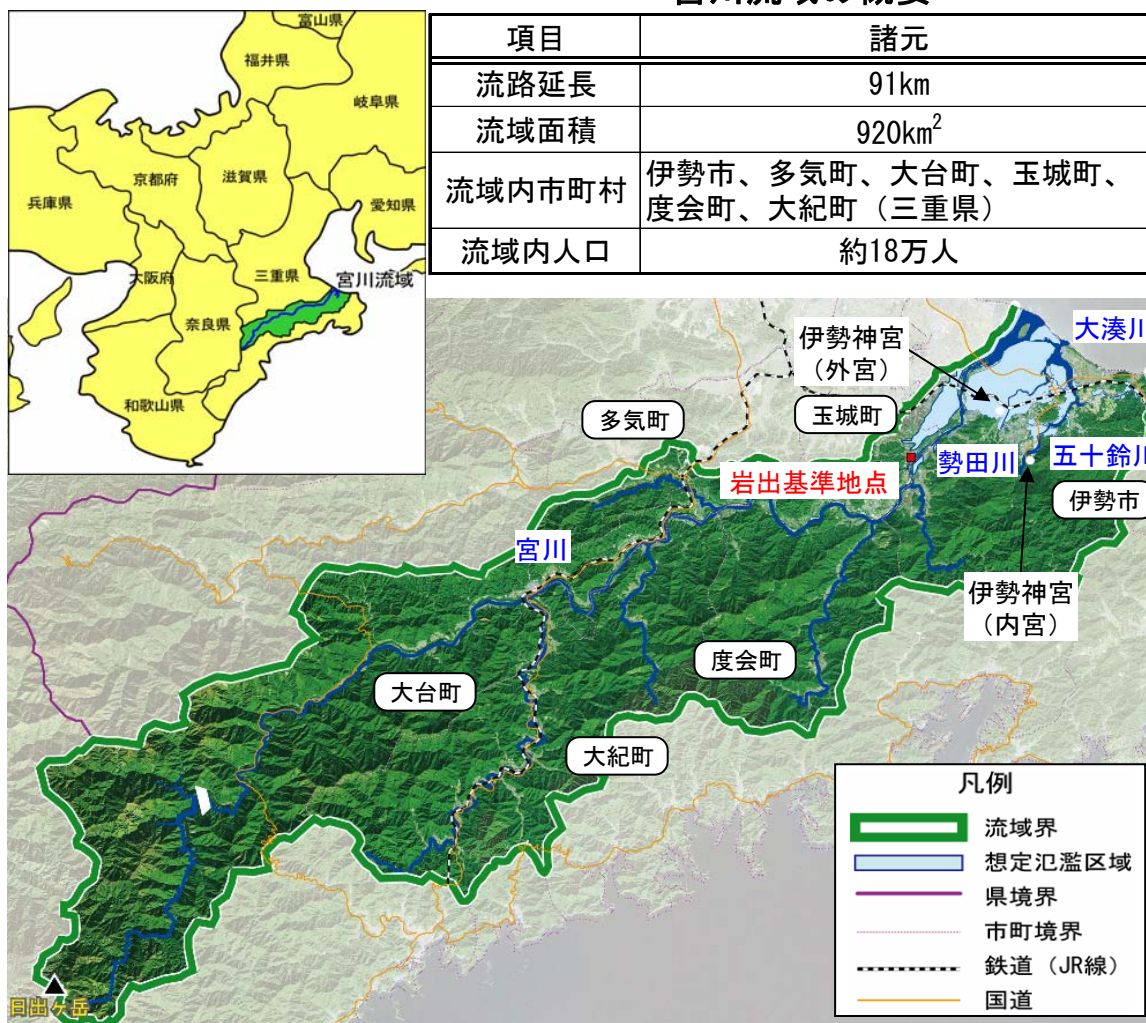 項目 諸元
流路延長 91km
流域面積 920km²
流域内市町村 伊勢市、多気町、大台町、玉城町、
度会町、大紀町（三重県）
流域内人口 約18万人
富山県
福井県
岐阜県
京都府
滋賀県
兵庫県
愛知県
大阪府
三重県
宮川流域
奈良県
和歌山県
伊勢神宮
（外宮）
大湊川
多気町
玉城町
岩出基準地点
勢田川
五十鈴川
伊勢市
宮川
伊勢神宮
（内宮）
度会町
大台町
大紀町
日出ヶ岳
凡例
流域界
想定氾濫区域
県境界
市町境界
鉄道（JR線）
国道